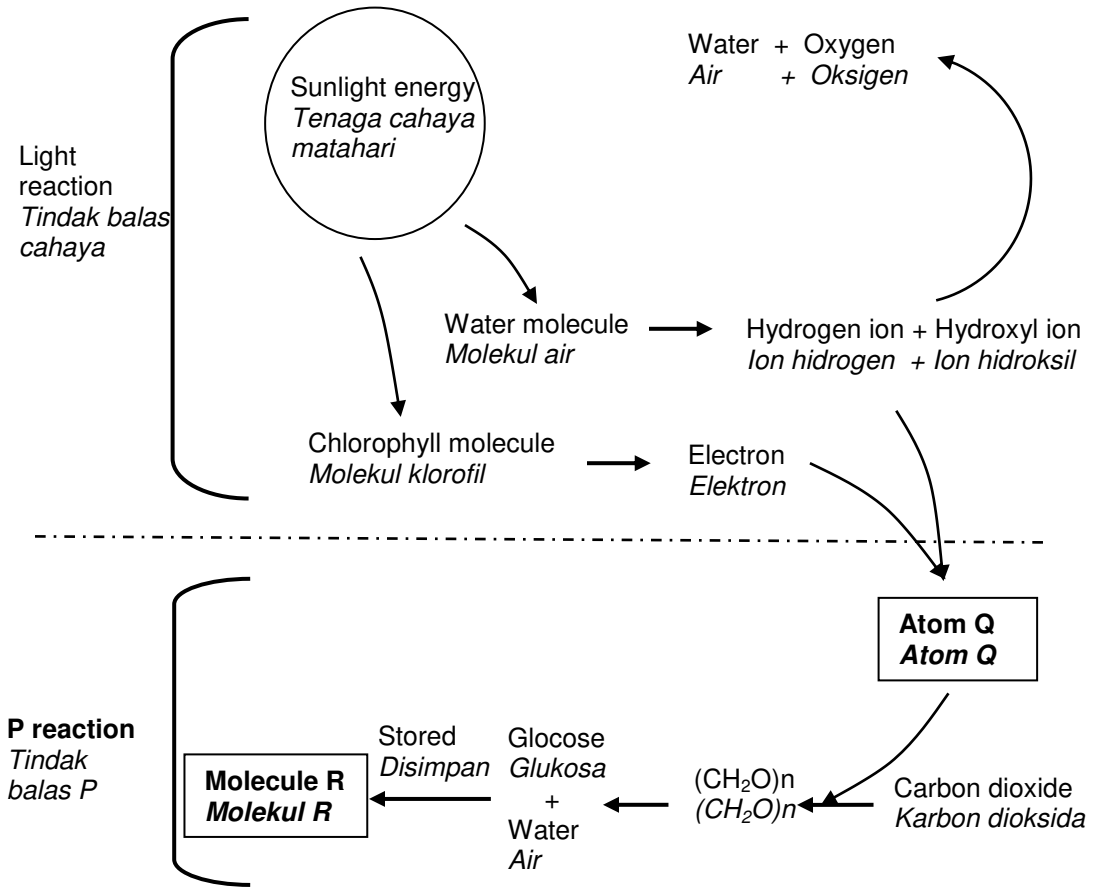 Water + Oxygen
Air + Oksigen
Sunlight energy
Tenaga cahaya
matahari
Light
reaction
Tindak balas
cahaya
Water molecule
Molekul air
Hydrogen ion + Hydroxyl ion
Ion hidrogen + Ion hidroksil
Chlorophyll molecule
Molekul klorofil
Electron
Elektron
Atom Q
Atom Q
P reaction
Tindak
balas P
Molecule R
Molekul R
Stored
Disimpan
Glocose
Glukosa
+
Water
Air
(CH₂O)n
(CH₂O)n
Carbon dioxide
Karbon dioksida